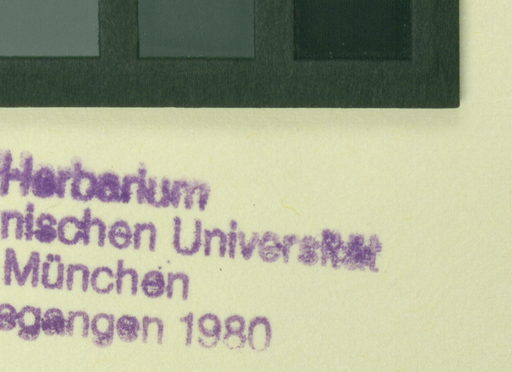 Herbarium
nischen Universität
München
egangen 1980